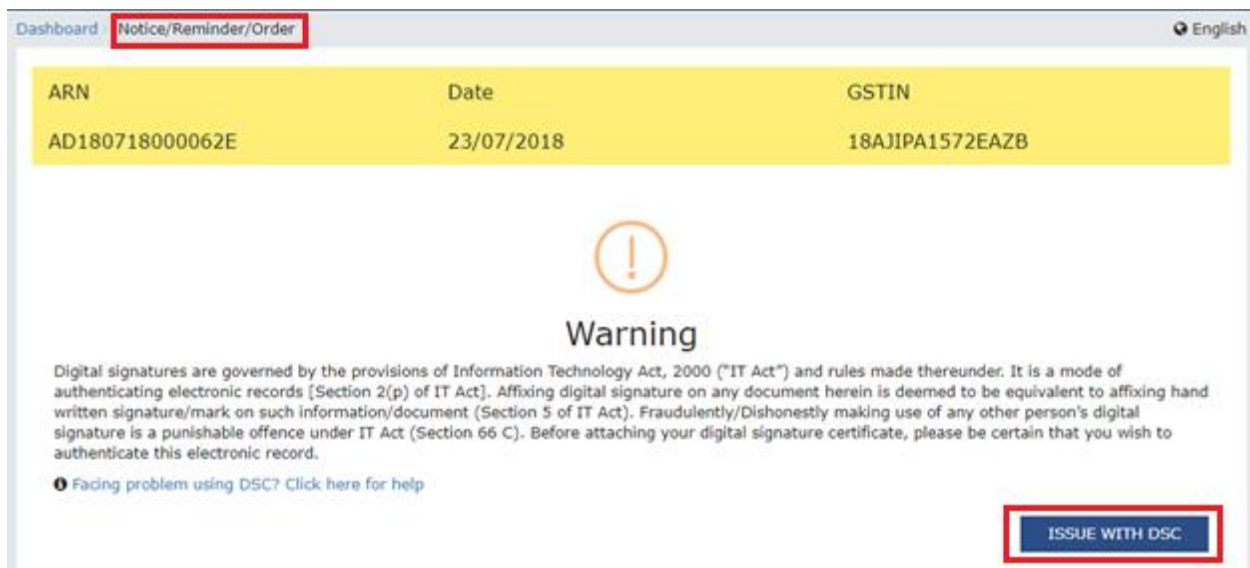 Dashboard Notice/Reminder/Order English
ARN Date GSTIN
AD180718000062E 23/07/2018 18AJIPA1572EAZB
Warning
Digital signatures are governed by the provisions of Information Technology Act, 2000 ("IT Act") and rules made thereunder. It is a mode of
authenticating electronic records [Section 2(p) of IT Act]. Affixing digital signature on any document herein is deemed to be equivalent to affixing hand
written signature/mark on such information/document (Section 5 of IT Act). Fraudulently/Dishonestly making use of any other person's digital
signature is a punishable offence under IT Act (Section 66 C). Before attaching your digital signature certificate, please be certain that you wish to
authenticate this electronic record.
Facing problem using DSC? Click here for help
ISSUE WITH DSC